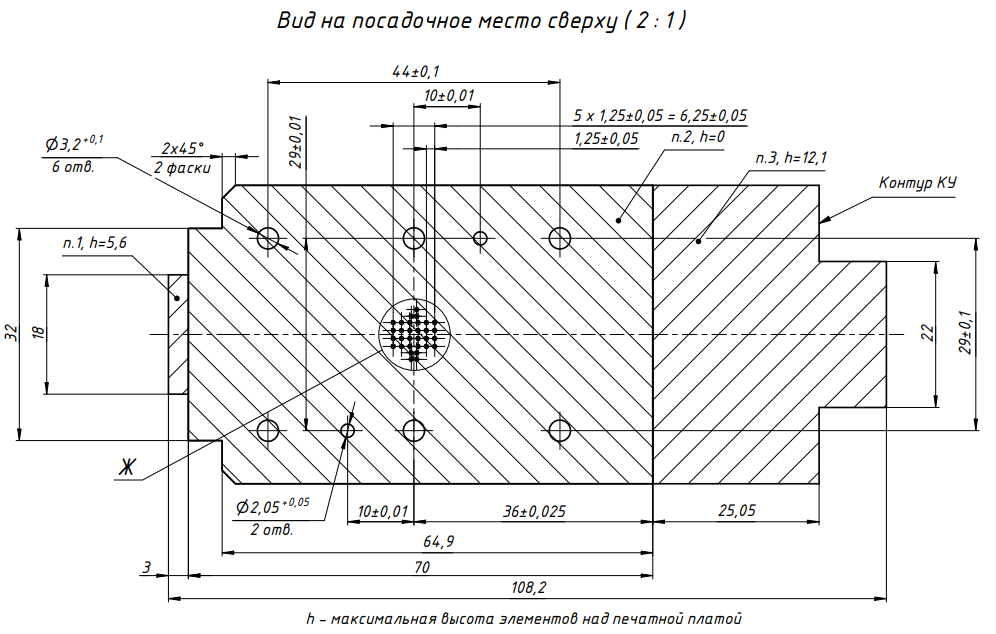 Вид на посадочное место сверху ( 2 : 1 )
44±0,1
10±0,01
5 x 1,25±0,05 = 6,25±0,05
1,25±0,05
п.2, h=0
Ø3,2+0,1
6 отв.
2x45°
2 фаски
29±0,01
п.3, h=12,1
Контур КУ
п.1, h=5,6
32
18
22
29±0,1
Ж
Ø2,05+0,05
2 отв.
10±0,01
36±0,025
25,05
64,9
3
70
108,2
h – максимальная высота элементов над печатной платой